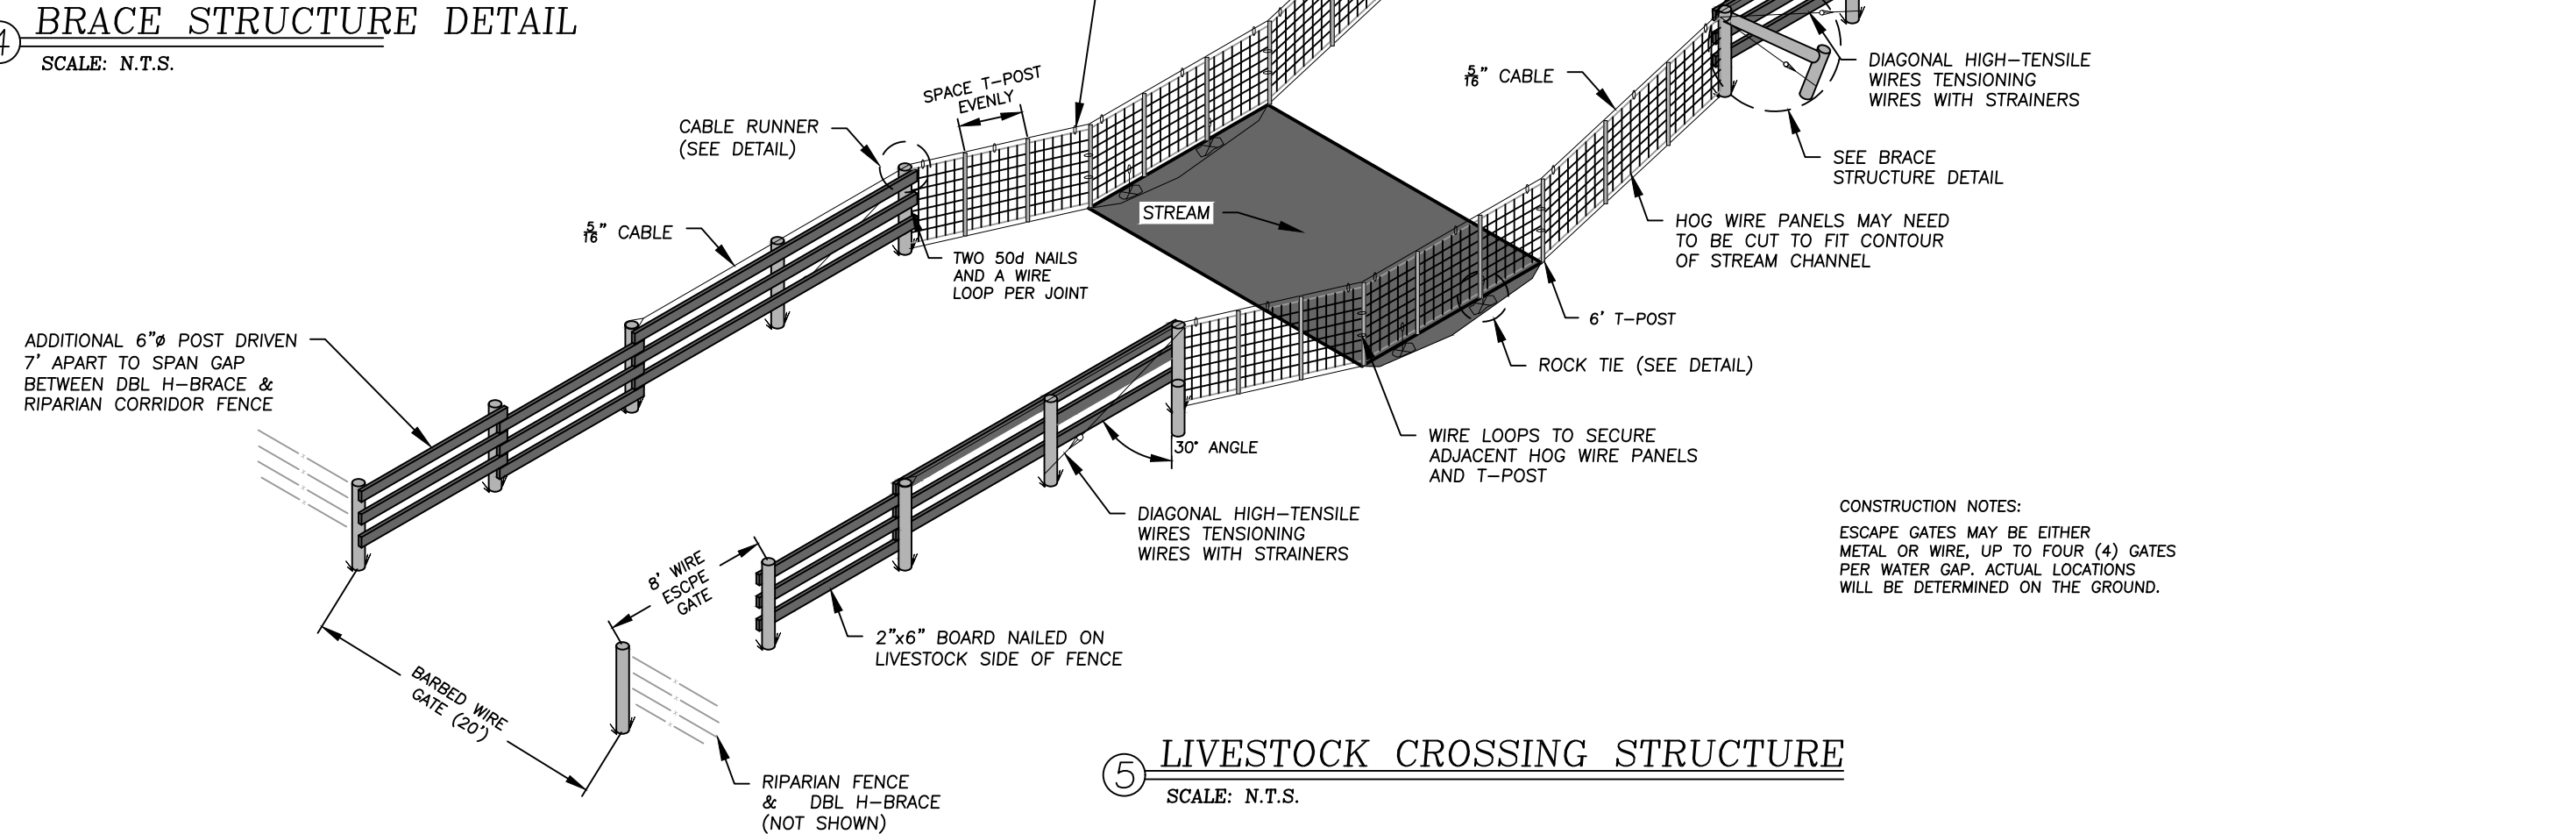 4
BRACE STRUCTURE DETAIL
SCALE: N.T.S.
SPACE T-POST
EVENLY
CABLE RUNNER
(SEE DETAIL)
5/16" CABLE
TWO 50d NAILS
AND A WIRE
LOOP PER JOINT
STREAM
5/16" CABLE
DIAGONAL HIGH-TENSILE
WIRES TENSIONING
WIRES WITH STRAINERS
SEE BRACE
STRUCTURE DETAIL
HOG WIRE PANELS MAY NEED
TO BE CUT TO FIT CONTOUR
OF STREAM CHANNEL
6' T-POST
ROCK TIE (SEE DETAIL)
WIRE LOOPS TO SECURE
ADJACENT HOG WIRE PANELS
AND T-POST
ADDITIONAL 6"ø POST DRIVEN
7' APART TO SPAN GAP
BETWEEN DBL H-BRACE &
RIPARIAN CORRIDOR FENCE
30° ANGLE
DIAGONAL HIGH-TENSILE
WIRES TENSIONING
WIRES WITH STRAINERS
8' WIRE
ESCPE
GATE
2"x6" BOARD NAILED ON
LIVESTOCK SIDE OF FENCE
BARBED WIRE
GATE (20')
RIPARIAN FENCE
& DBL H-BRACE
(NOT SHOWN)
CONSTRUCTION NOTES:
ESCAPE GATES MAY BE EITHER
METAL OR WIRE, UP TO FOUR (4) GATES
PER WATER GAP. ACTUAL LOCATIONS
WILL BE DETERMINED ON THE GROUND.
5
LIVESTOCK CROSSING STRUCTURE
SCALE: N.T.S.